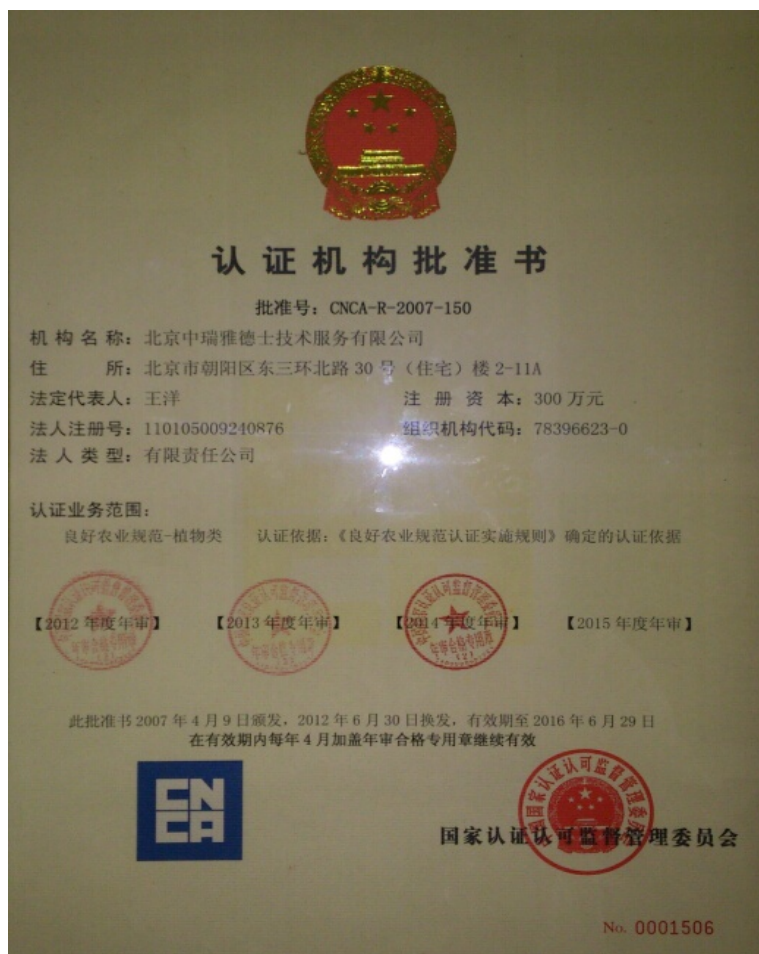 认证机构批准书
批准号：CNCA-R-2007-150
机构名称：北京中瑞雅德士技术服务有限公司
住所：北京市朝阳区东三环北路30号（住宅）楼2-11A
法定代表人：王洋 注册资本：300万元
法人注册号：110105009240876 组织机构代码：78396623-0
法人类型：有限责任公司
认证业务范围：
良好农业规范-植物类 认证依据：《良好农业规范认证实施规则》确定的认证依据
【2012年度年审】 【2013年度年审】 【2014年度年审】 【2015年度年审】
此批准书2007年4月9日颁发，2012年6月30日换发，有效期至2016年6月29日
在有效期内每年4月加盖年审合格专用章继续有效
CN
CA
国家认证认可监督管理委员会
No. 0001506